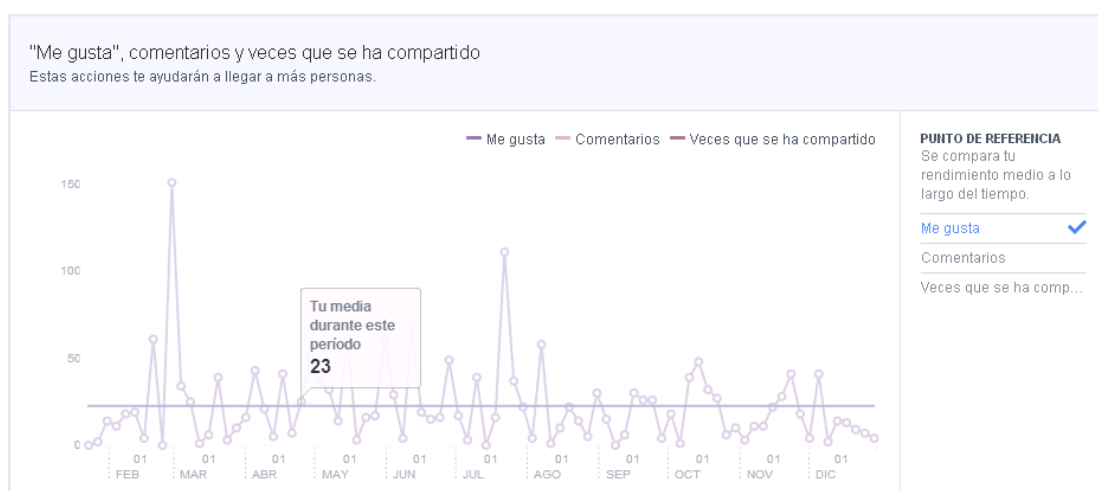 "Me gusta", comentarios y veces que se ha compartido
Estas acciones te ayudarán a llegar a más personas.
Me gusta Comentarios Veces que se ha compartido
PUNTO DE REFERENCIA
Se compara tu
rendimiento medio a lo
largo del tiempo.
Me gusta
Comentarios
Veces que se ha comp...
150
100
50
0
Tu media
durante este
período
23
01 01 01 01 01 01 01 01 01 01 01
FEB MAR ABR MAY JUN JUL AGO SEP OCT NOV DIC